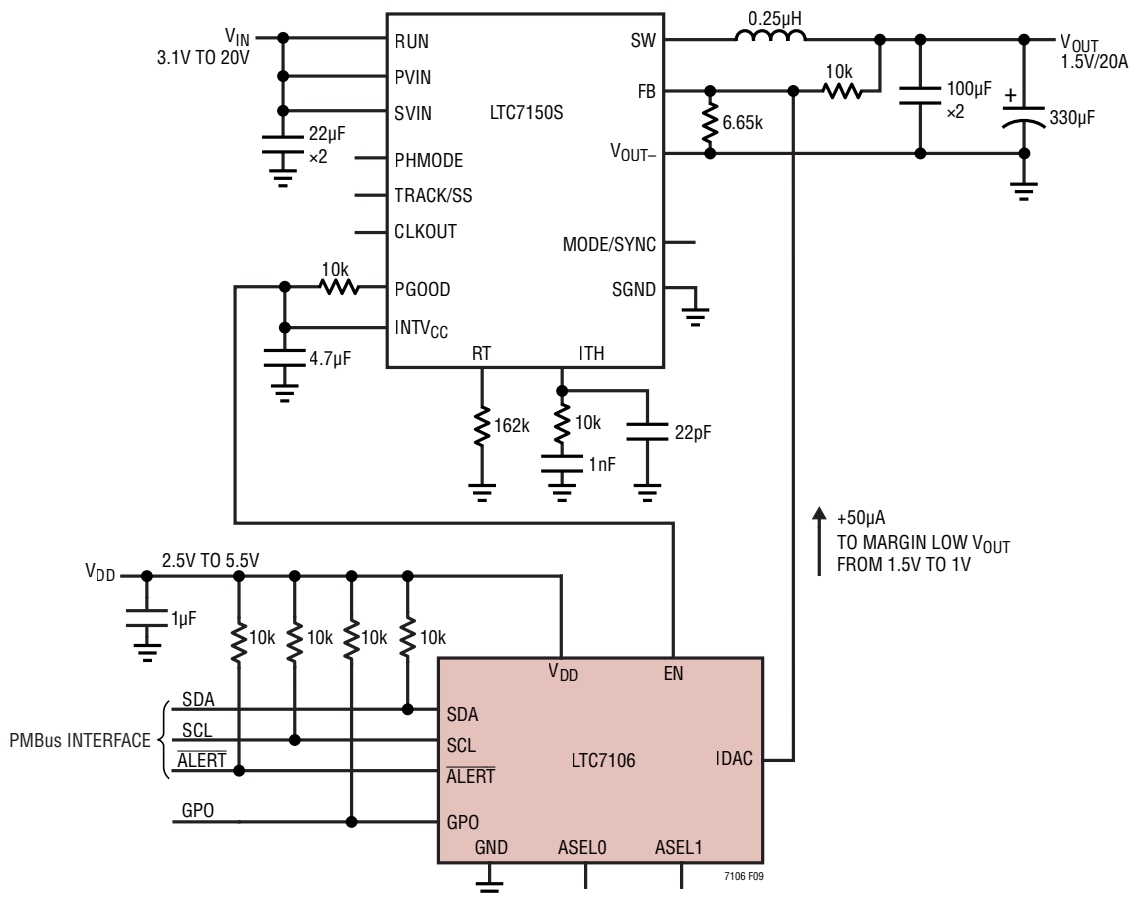 VIN
3.1V TO 20V
RUN
PVIN
SVIN
22µF
×2
PHMODE
TRACK/SS
CLKOUT
10k
PGOOD
INTVCC
4.7µF
LTC7150S
SW
FB
VOUT–
MODE/SYNC
SGND
RT
ITH
0.25µH
10k
6.65k
100µF
×2
330µF
+
VOUT
1.5V/20A
162k
10k
1nF
22pF
+50µA
TO MARGIN LOW VOUT
FROM 1.5V TO 1V
VDD
2.5V TO 5.5V
1µF
10k
10k
10k
10k
PMBus INTERFACE
SDA
SCL
ALERT
GPO
VDD
EN
SDA
SCL
ALERT
GPO
LTC7106
IDAC
GND
ASEL0
ASEL1
7106 F09